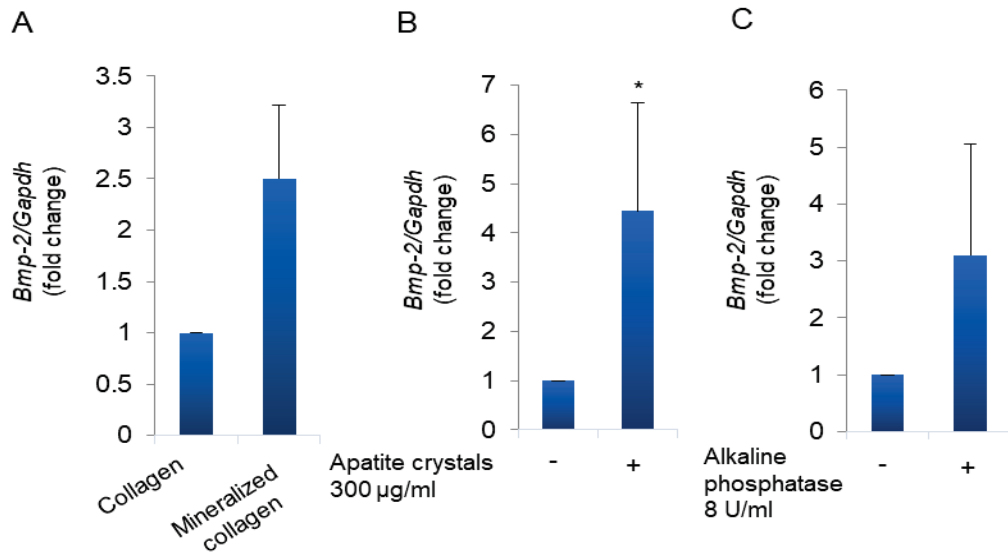 A
Bmp-2/Gapdh
(fold change)
3.5
3
2.5
2
1.5
1
0.5
0
Collagen
Mineralized
collagen
B
Bmp-2/Gapdh
(fold change)
7
6
5
4
3
2
1
0
*
Apatite crystals
300 µg/ml
- +
C
Bmp-2/Gapdh
(fold change)
6
5
4
3
2
1
0
Alkaline
phosphatase
8 U/ml
- +